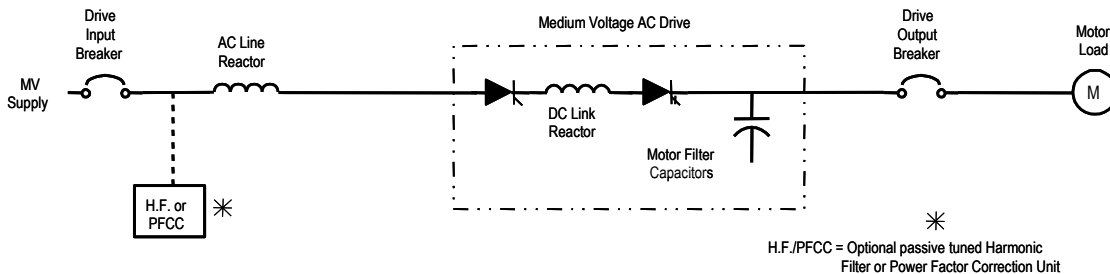 Medium Voltage AC Drive
Drive
Input
Breaker
AC Line
Reactor
Drive
Output
Breaker
Motor
Load
MV
Supply
DC Link
Reactor
M
Motor Filter
Capacitors
H.F. or
PFCC
H.F./PFCC = Optional passive tuned Harmonic
Filter or Power Factor Correction Unit